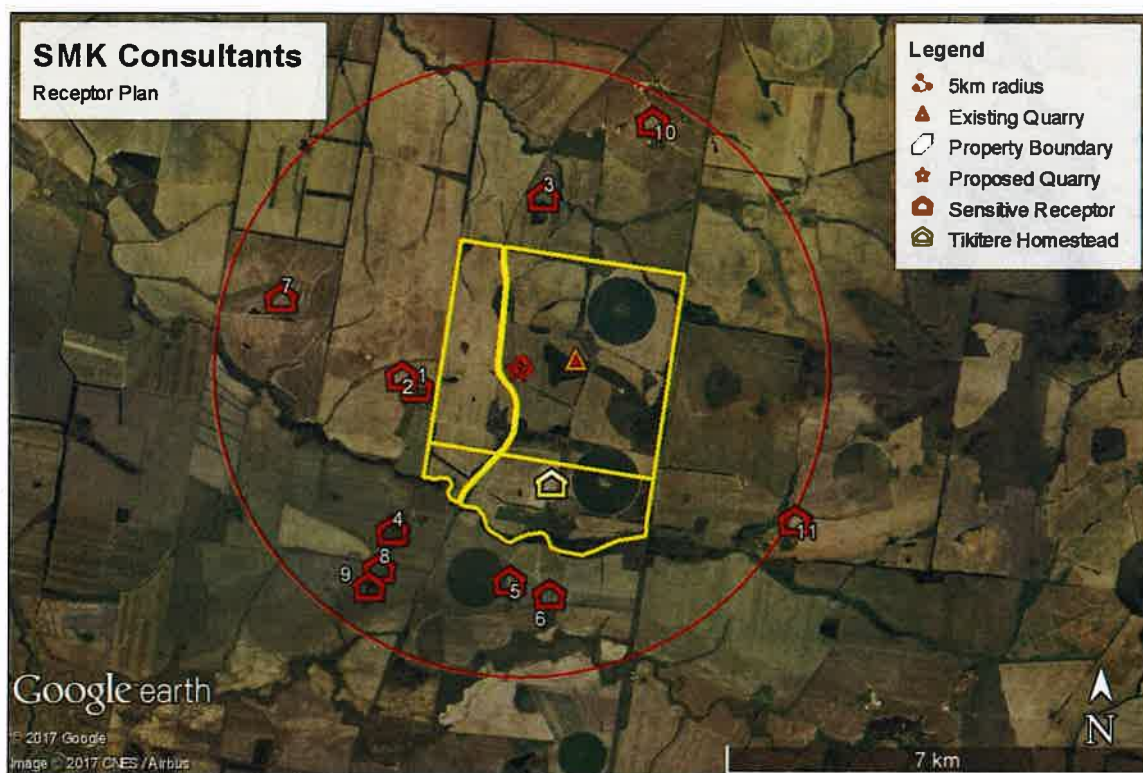 SMK Consultants
Receptor Plan
Legend
5km radius
Existing Quarry
Property Boundary
Proposed Quarry
Sensitive Receptor
Tikitere Homestead
10
3
7
1
2
4
8
9
5
6
11
Google earth
© 2017 Google
Image © 2017 CNES / Airbus
N
7 km